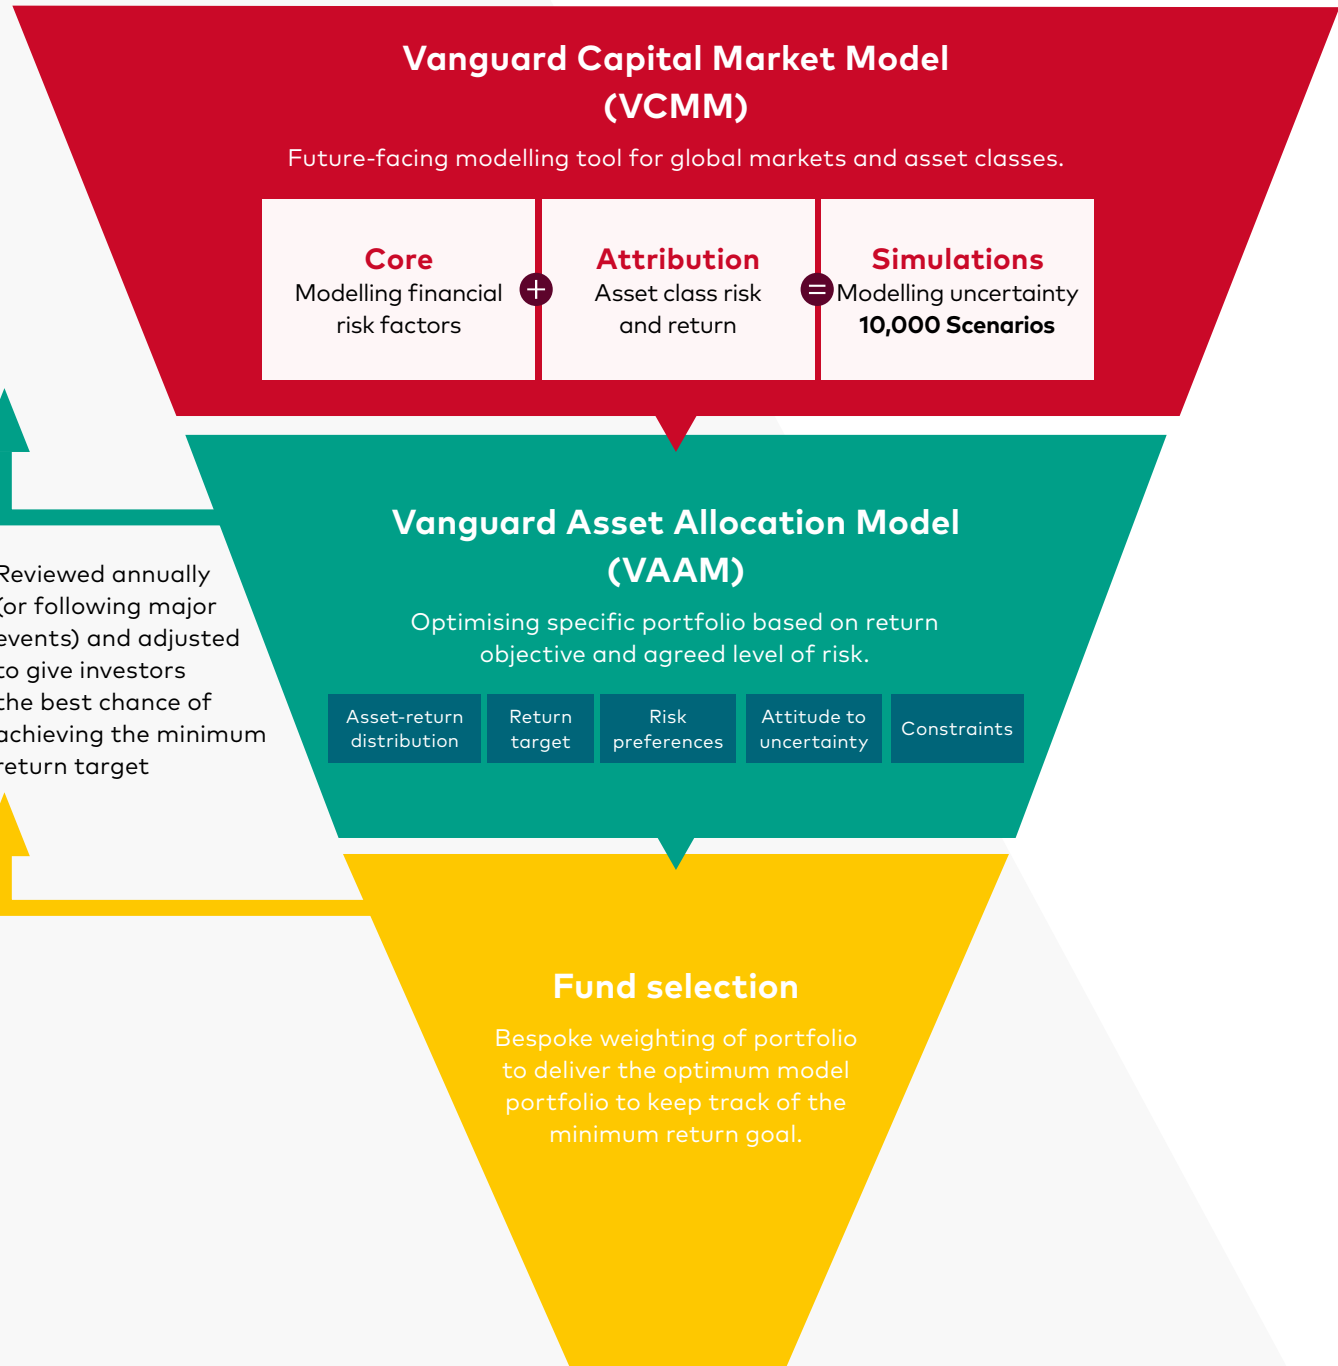 Vanguard Capital Market Model
(VCMM)
Future-facing modelling tool for global markets and asset classes.
Core
Modelling financial
risk factors
+
Attribution
Asset class risk
and return
=
Simulations
Modelling uncertainty
10,000 Scenarios
Vanguard Asset Allocation Model
(VAAM)
Optimising specific portfolio based on return
objective and agreed level of risk.
Asset-return
distribution
Return
target
Risk
preferences
Attitude to
uncertainty
Constraints
Reviewed annually
(or following major
events) and adjusted
to give investors
the best chance of
achieving the minimum
return target
Fund selection
Bespoke weighting of portfolio
to deliver the optimum model
portfolio to keep track of the
minimum return goal.